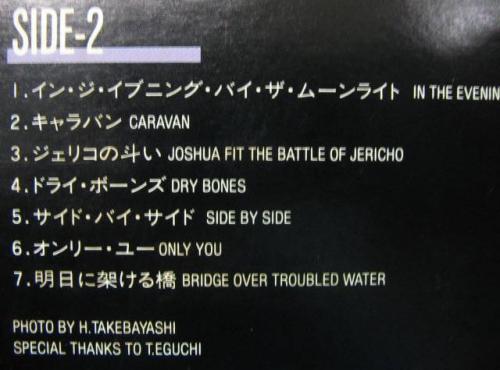 SIDE-2
1.イン・ジ・イブニング・バイ・ザ・ムーンライト IN THE EVENIN
2.キャラバン CARAVAN
3.ジェリコの斗い JOSHUA FIT THE BATTLE OF JERICHO
4.ドライ・ボーンズ DRY BONES
5.サイド・バイ・サイド SIDE BY SIDE
6.オンリー・ユー ONLY YOU
7.明日に架ける橋 BRIDGE OVER TROUBLED WATER
PHOTO BY H.TAKEBAYASHI
SPECIAL THANKS TO T.EGUCHI